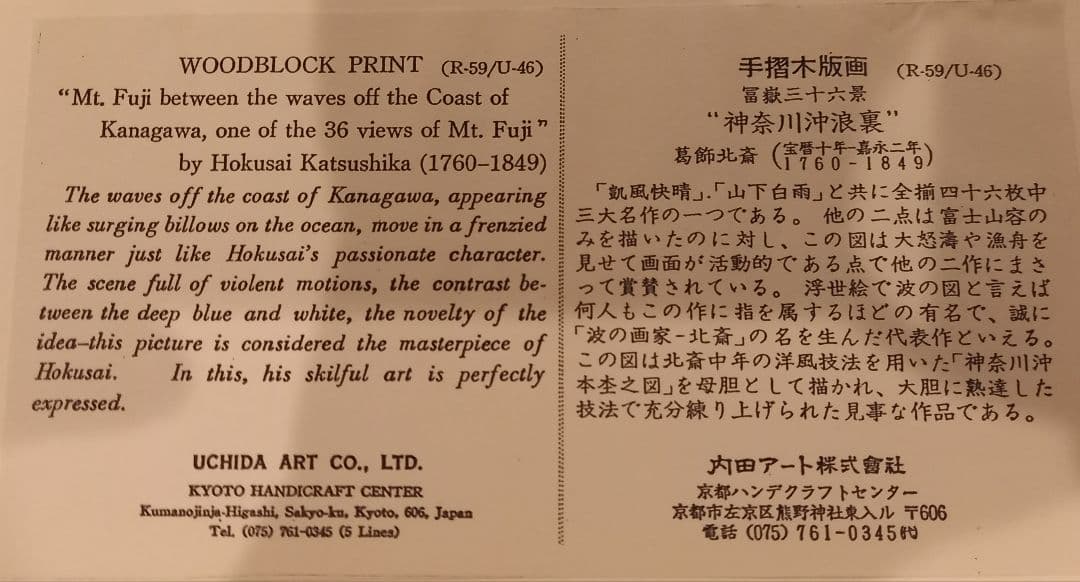 WOODBLOCK PRINT (R-59/U-46)
"Mt. Fuji between the waves off the Coast of
Kanagawa, one of the 36 views of Mt. Fuji"
by Hokusai Katsushika (1760–1849)
The waves off the coast of Kanagawa, appearing
like surging billows on the ocean, move in a frenzied
manner just like Hokusai's passionate character.
The scene full of violent motions, the contrast be-
tween the deep blue and white, the novelty of the
idea–this picture is considered the masterpiece of
Hokusai. In this, his skilful art is perfectly
expressed.
UCHIDA ART CO., LTD.
KYOTO HANDICRAFT CENTER
Kumanojinja-Higashi, Sakyo-ku, Kyoto, 606, Japan
Tel. (075) 761-0345 (5 Lines)
手摺木版画 (R-59/U-46)
冨嶽三十六景
"神奈川沖浪裏"
葛飾北斎 (宝暦十年-嘉永二年
1760-1849)
「凱風快晴」.「山下白雨」と共に全揃四十六枚中
三大名作の一つである。他の二点は富士山容の
みを描いたのに対し、この図は大怒濤や漁舟を
見せて画面が活動的である点で他の二作にまさ
って賞賛されている。浮世絵で波の図と言えば
何人もこの作に指を属するほどの有名で、誠に
「波の画家-北斎」の名を生んだ代表作といえる。
この図は北斎中年の洋風技法を用いた「神奈川沖
本杢之図」を母胆として描かれ、大胆に熟達した
技法で充分練り上げられた見事な作品である。
内田アート株式會社
京都ハンデクラフトセンター
京都市左京区熊野神社東入ル 〒606
電話 (075) 761-0345代